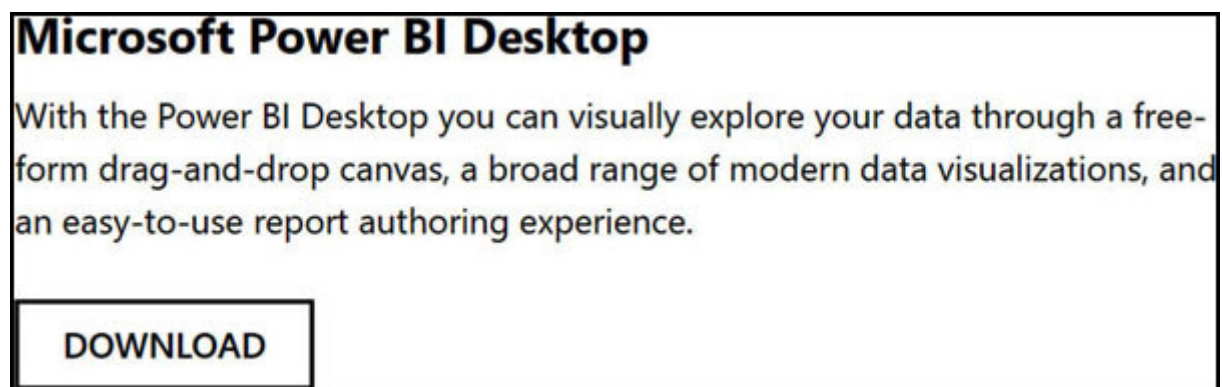 Microsoft Power BI Desktop
With the Power BI Desktop you can visually explore your data through a free-
form drag-and-drop canvas, a broad range of modern data visualizations, and
an easy-to-use report authoring experience.
DOWNLOAD